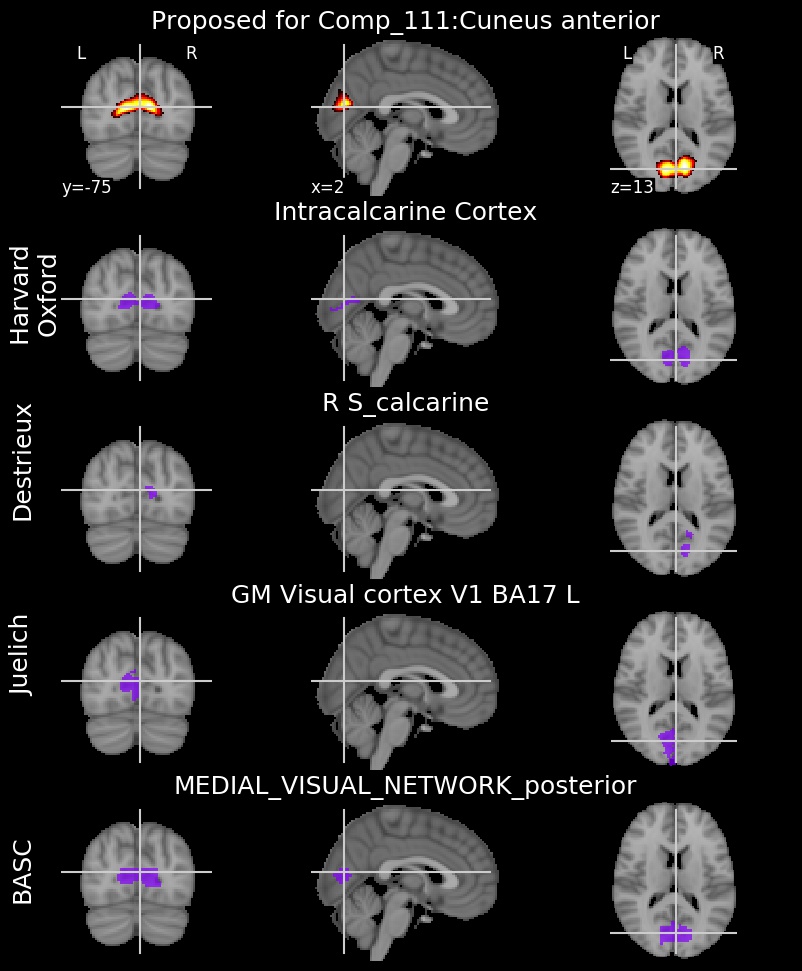 Proposed for Comp_111:Cuneus anterior
L R
L R
y=-75
x=2
z=13
Intracalcarine Cortex
Harvard
Oxford
R S_calcarine
Destrieux
GM Visual cortex V1 BA17 L
Juelich
MEDIAL_VISUAL_NETWORK_posterior
BASC